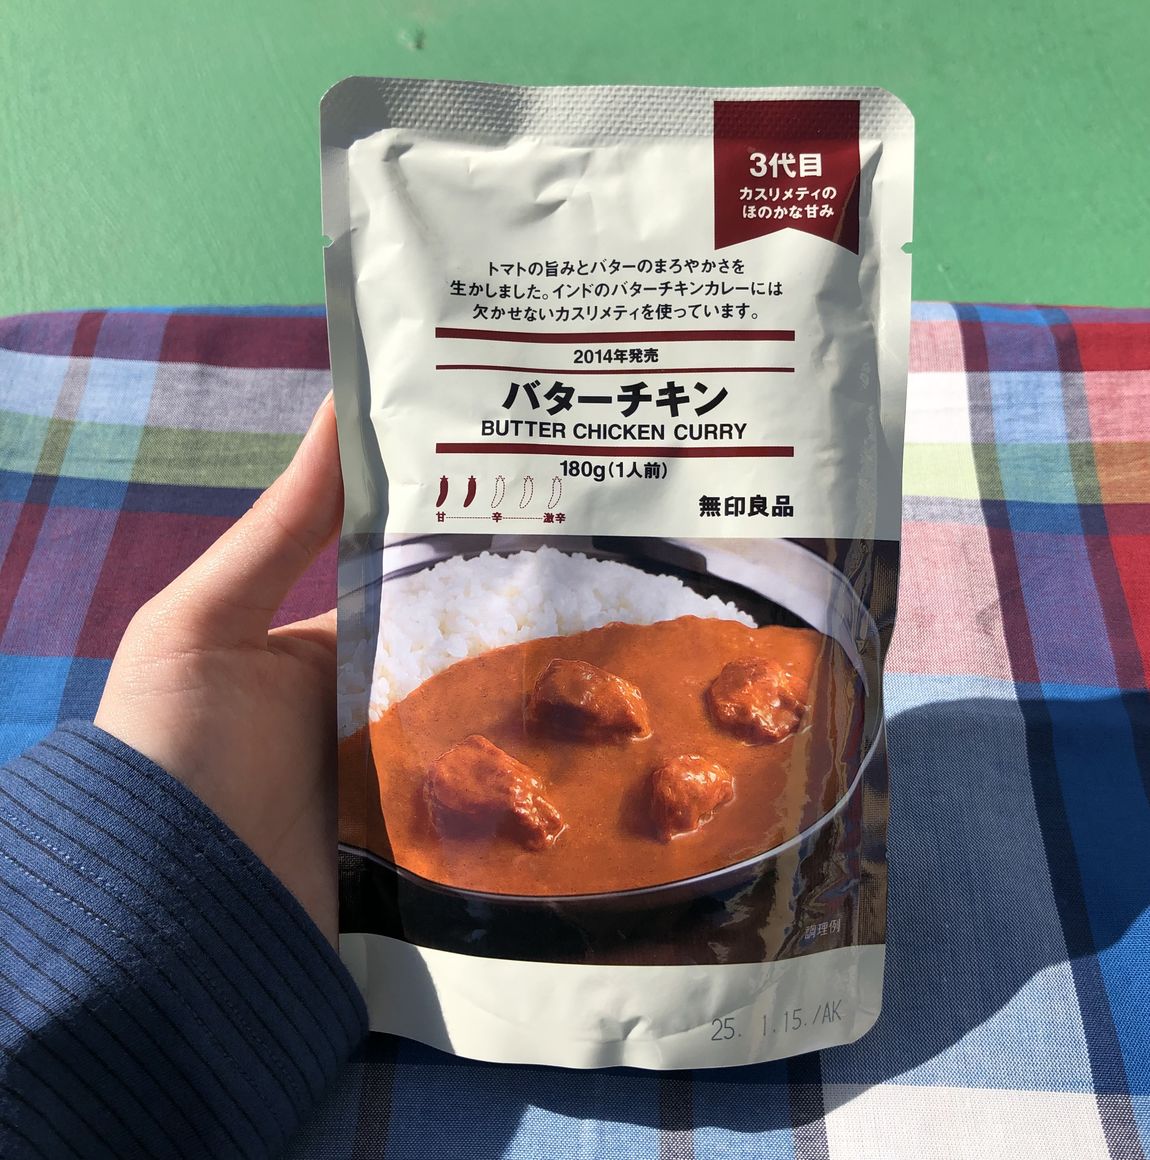 3代目
カスリメティの
ほのかな甘み
トマトの旨みとバターのまろやかさを
生かしました。インドのバターチキンカレーには
欠かせないカスリメティを使っています。
2014年発売
バターチキン
BUTTER CHICKEN CURRY
180g(1人前)
甘 辛 激辛
無印良品
調理例
25. 1.15./AK